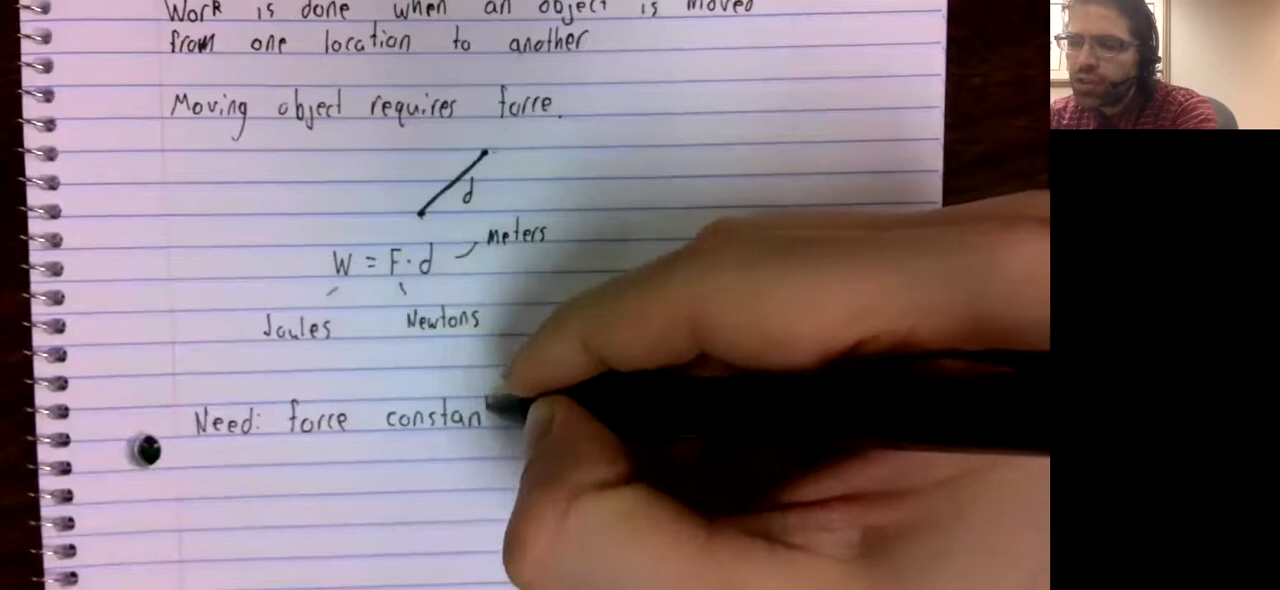 Work is done when an object is moved
from one location to another
Moving object requires force.
d
meters
W = F · d
Joules Newtons
Need: force constan